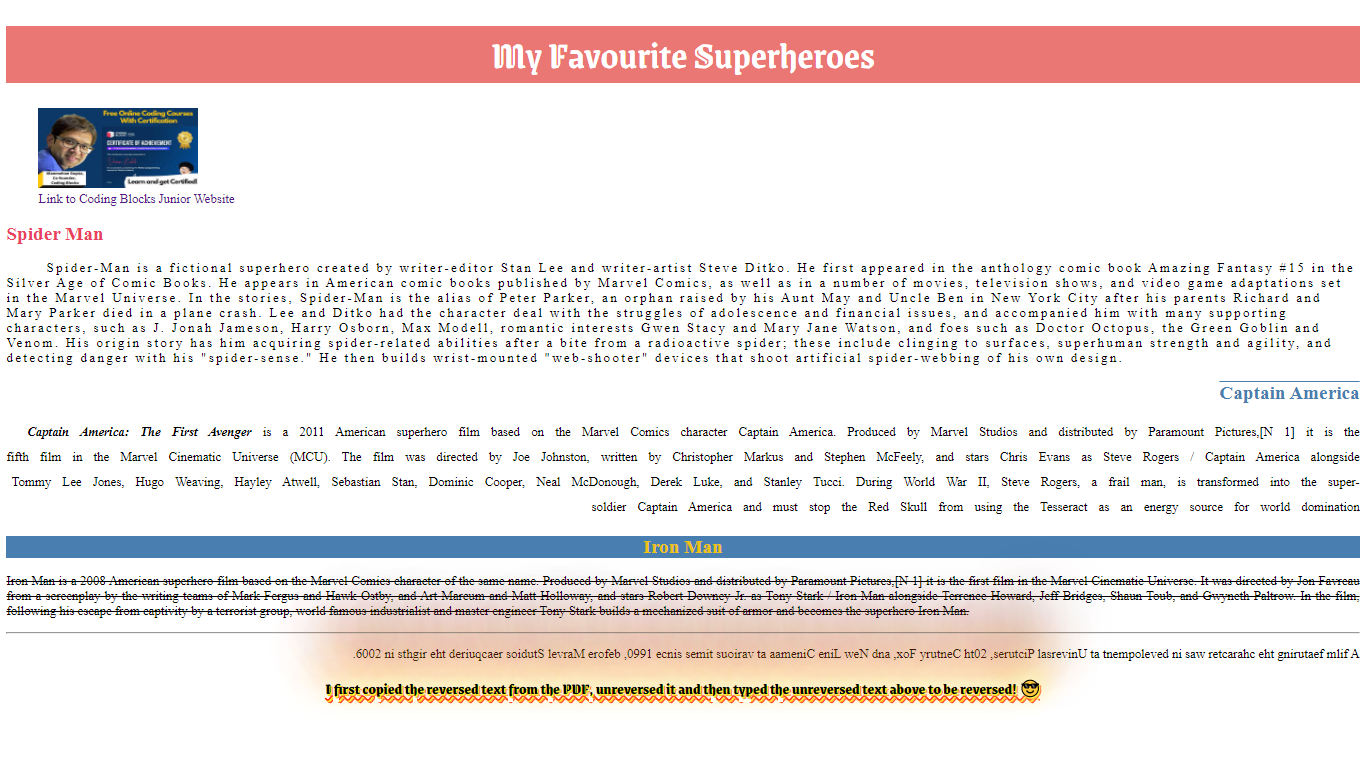 My Favourite Superheroes
Free Online Coding Courses
With Certification
CERTIFICATE OF ACHIEVEMENT
Learn and get Certified!
Link to Coding Blocks Junior Website
Spider Man
Spider-Man is a fictional superhero created by writer-editor Stan Lee and writer-artist Steve Ditko. He first appeared in the anthology comic book Amazing Fantasy #15 in the
Silver Age of Comic Books. He appears in American comic books published by Marvel Comics, as well as in a number of movies, television shows, and video game adaptations set
in the Marvel Universe. In the stories, Spider-Man is the alias of Peter Parker, an orphan raised by his Aunt May and Uncle Ben in New York City after his parents Richard and
Mary Parker died in a plane crash. Lee and Ditko had the character deal with the struggles of adolescence and financial issues, and accompanied him with many supporting
characters, such as J. Jonah Jameson, Harry Osborn, Max Modell, romantic interests Gwen Stacy and Mary Jane Watson, and foes such as Doctor Octopus, the Green Goblin and
Venom. His origin story has him acquiring spider-related abilities after a bite from a radioactive spider; these include clinging to surfaces, superhuman strength and agility, and
detecting danger with his "spider-sense." He then builds wrist-mounted "web-shooter" devices that shoot artificial spider-webbing of his own design.
Captain America
Captain America: The First Avenger is a 2011 American superhero film based on the Marvel Comics character Captain America. Produced by Marvel Studios and distributed by Paramount Pictures,[N 1] it is the
fifth film in the Marvel Cinematic Universe (MCU). The film was directed by Joe Johnston, written by Christopher Markus and Stephen McFeely, and stars Chris Evans as Steve Rogers / Captain America alongside
Tommy Lee Jones, Hugo Weaving, Hayley Atwell, Sebastian Stan, Dominic Cooper, Neal McDonough, Derek Luke, and Stanley Tucci. During World War II, Steve Rogers, a frail man, is transformed into the super-
soldier Captain America and must stop the Red Skull from using the Tesseract as an energy source for world domination
Iron Man
Iron Man is a 2008 American superhero film based on the Marvel Comics character of the same name. Produced by Marvel Studios and distributed by Paramount Pictures,[N 1] it is the first film in the Marvel Cinematic Universe. It was directed by Jon Favreau
from a screenplay by the writing teams of Mark Fergus and Hawk Ostby, and Art Marcum and Matt Holloway, and stars Robert Downey Jr. as Tony Stark / Iron Man alongside Terrence Howard, Jeff Bridges, Shaun Toub, and Gwyneth Paltrow. In the film,
following his escape from captivity by a terrorist group, world famous industrialist and master engineer Tony Stark builds a mechanized suit of armor and becomes the superhero Iron Man.
.6002 ni sthgir eht deriuqcaer soidutS levraM erofeb ,0991 ecnis semit suoirav ta ameniC eniL weN dna ,xoF yrutneC ht02 ,serutciP lasrevinU ta tnempoleved ni saw retcarahc eht gnirutaef mlif A
I first copied the reversed text from the PDF, unreversed it and then typed the unreversed text above to be reversed! 😎